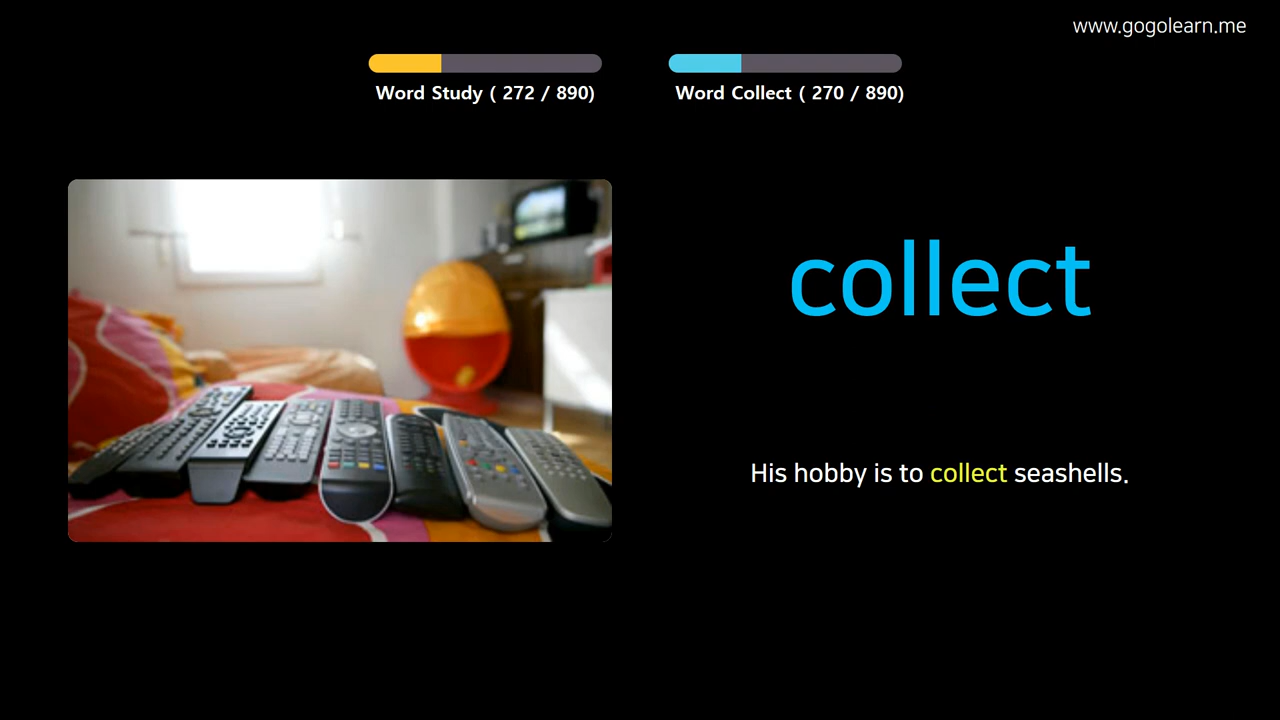 www.gogolearn.me
Word Study ( 272 / 890)
Word Collect ( 270 / 890)
collect
His hobby is to collect seashells.